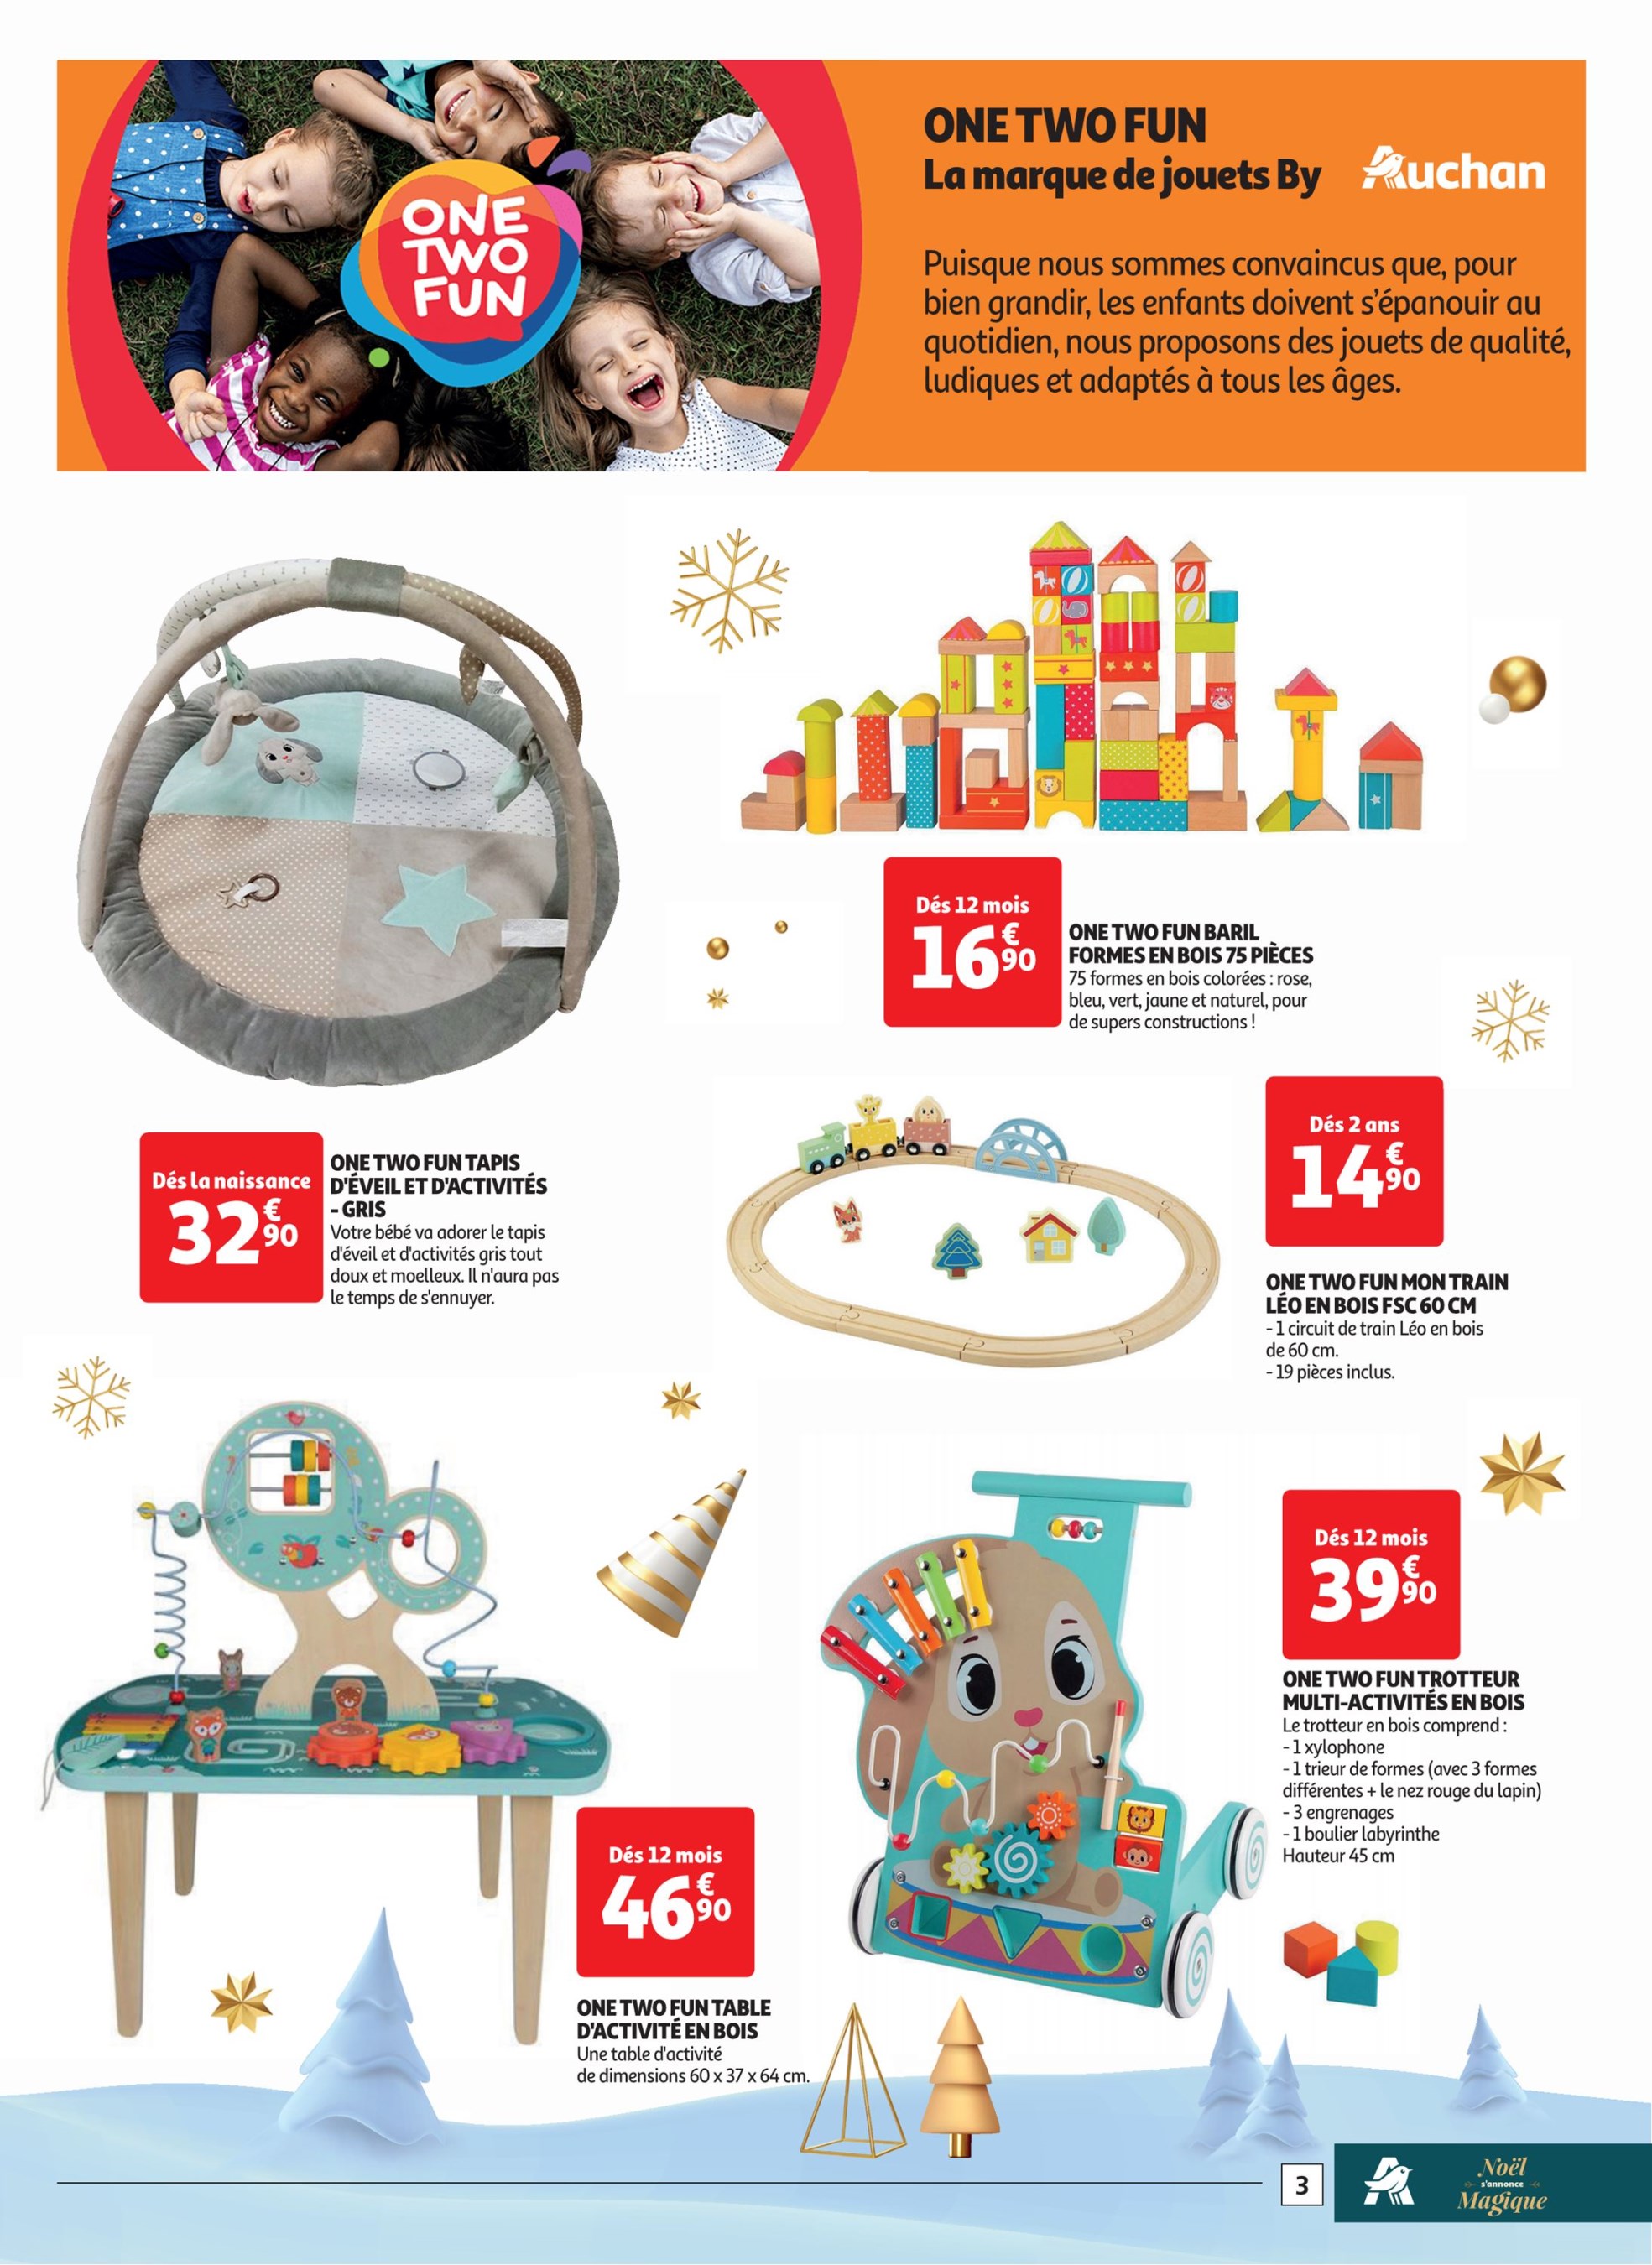 ONE
TWO
FUN
ONE TWO FUN
La marque de jouets By Auchan
Puisque nous sommes convaincus que, pour
bien grandir, les enfants doivent s'épanouir au
quotidien, nous proposons des jouets de qualité,
ludiques et adaptés à tous les âges.
Dés 12 mois
16€90
ONE TWO FUN BARIL
FORMES EN BOIS 75 PIÈCES
75 formes en bois colorées : rose,
bleu, vert, jaune et naturel, pour
de supers constructions !
Dés la naissance
32€90
ONE TWO FUN TAPIS
D'ÉVEIL ET D'ACTIVITÉS
- GRIS
Votre bébé va adorer le tapis
d'éveil et d'activités gris tout
doux et moelleux. Il n'aura pas
le temps de s'ennuyer.
Dés 2 ans
14€90
ONE TWO FUN MON TRAIN
LÉO EN BOIS FSC 60 CM
- 1 circuit de train Léo en bois
de 60 cm.
- 19 pièces inclus.
Dés 12 mois
39€90
ONE TWO FUN TROTTEUR
MULTI-ACTIVITÉS EN BOIS
Le trotteur en bois comprend :
- 1 xylophone
- 1 trieur de formes (avec 3 formes
différentes + le nez rouge du lapin)
- 3 engrenages
- 1 boulier labyrinthe
Hauteur 45 cm
Dés 12 mois
46€90
ONE TWO FUN TABLE
D'ACTIVITÉ EN BOIS
Une table d'activité
de dimensions 60 x 37 x 64 cm.
3
Noël
s'annonce
Magique